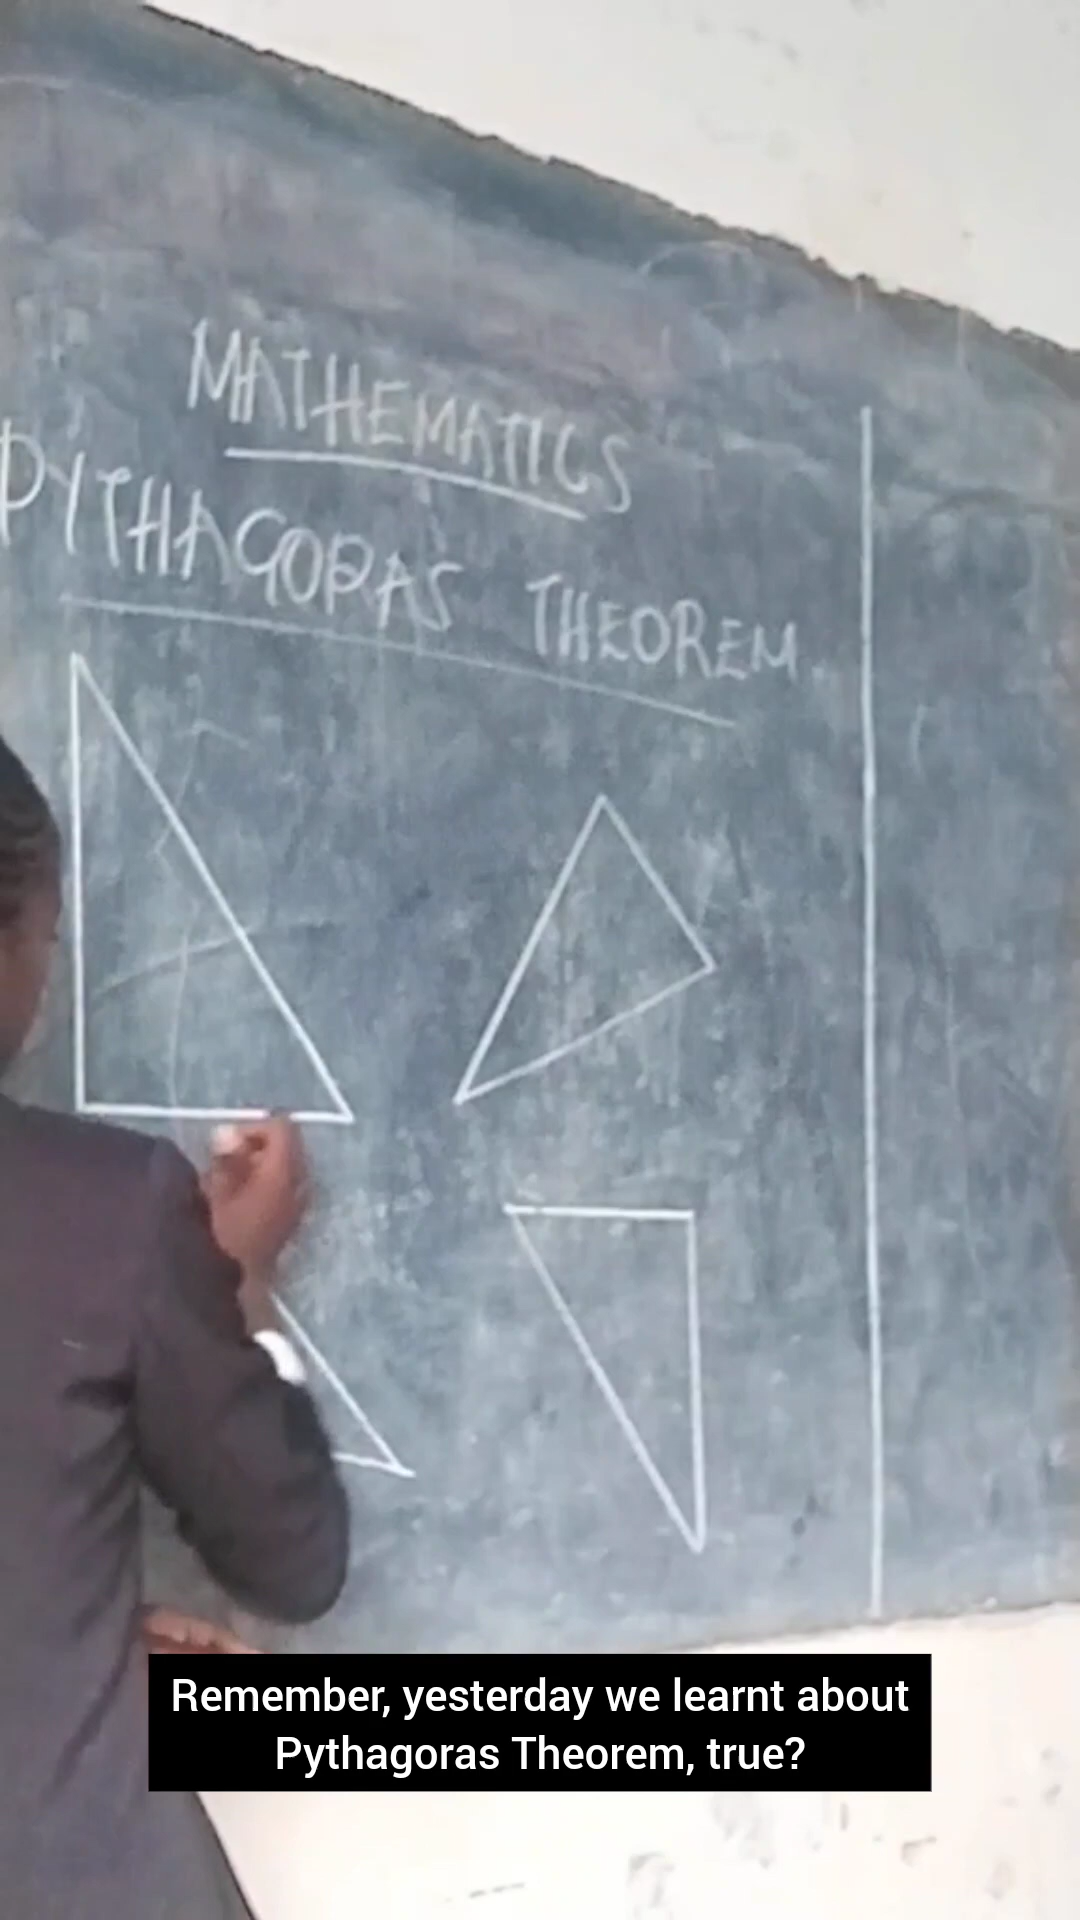 MATHEMATICS
PYTHAGORAS THEOREM.
Remember, yesterday we learnt about
Pythagoras Theorem, true?